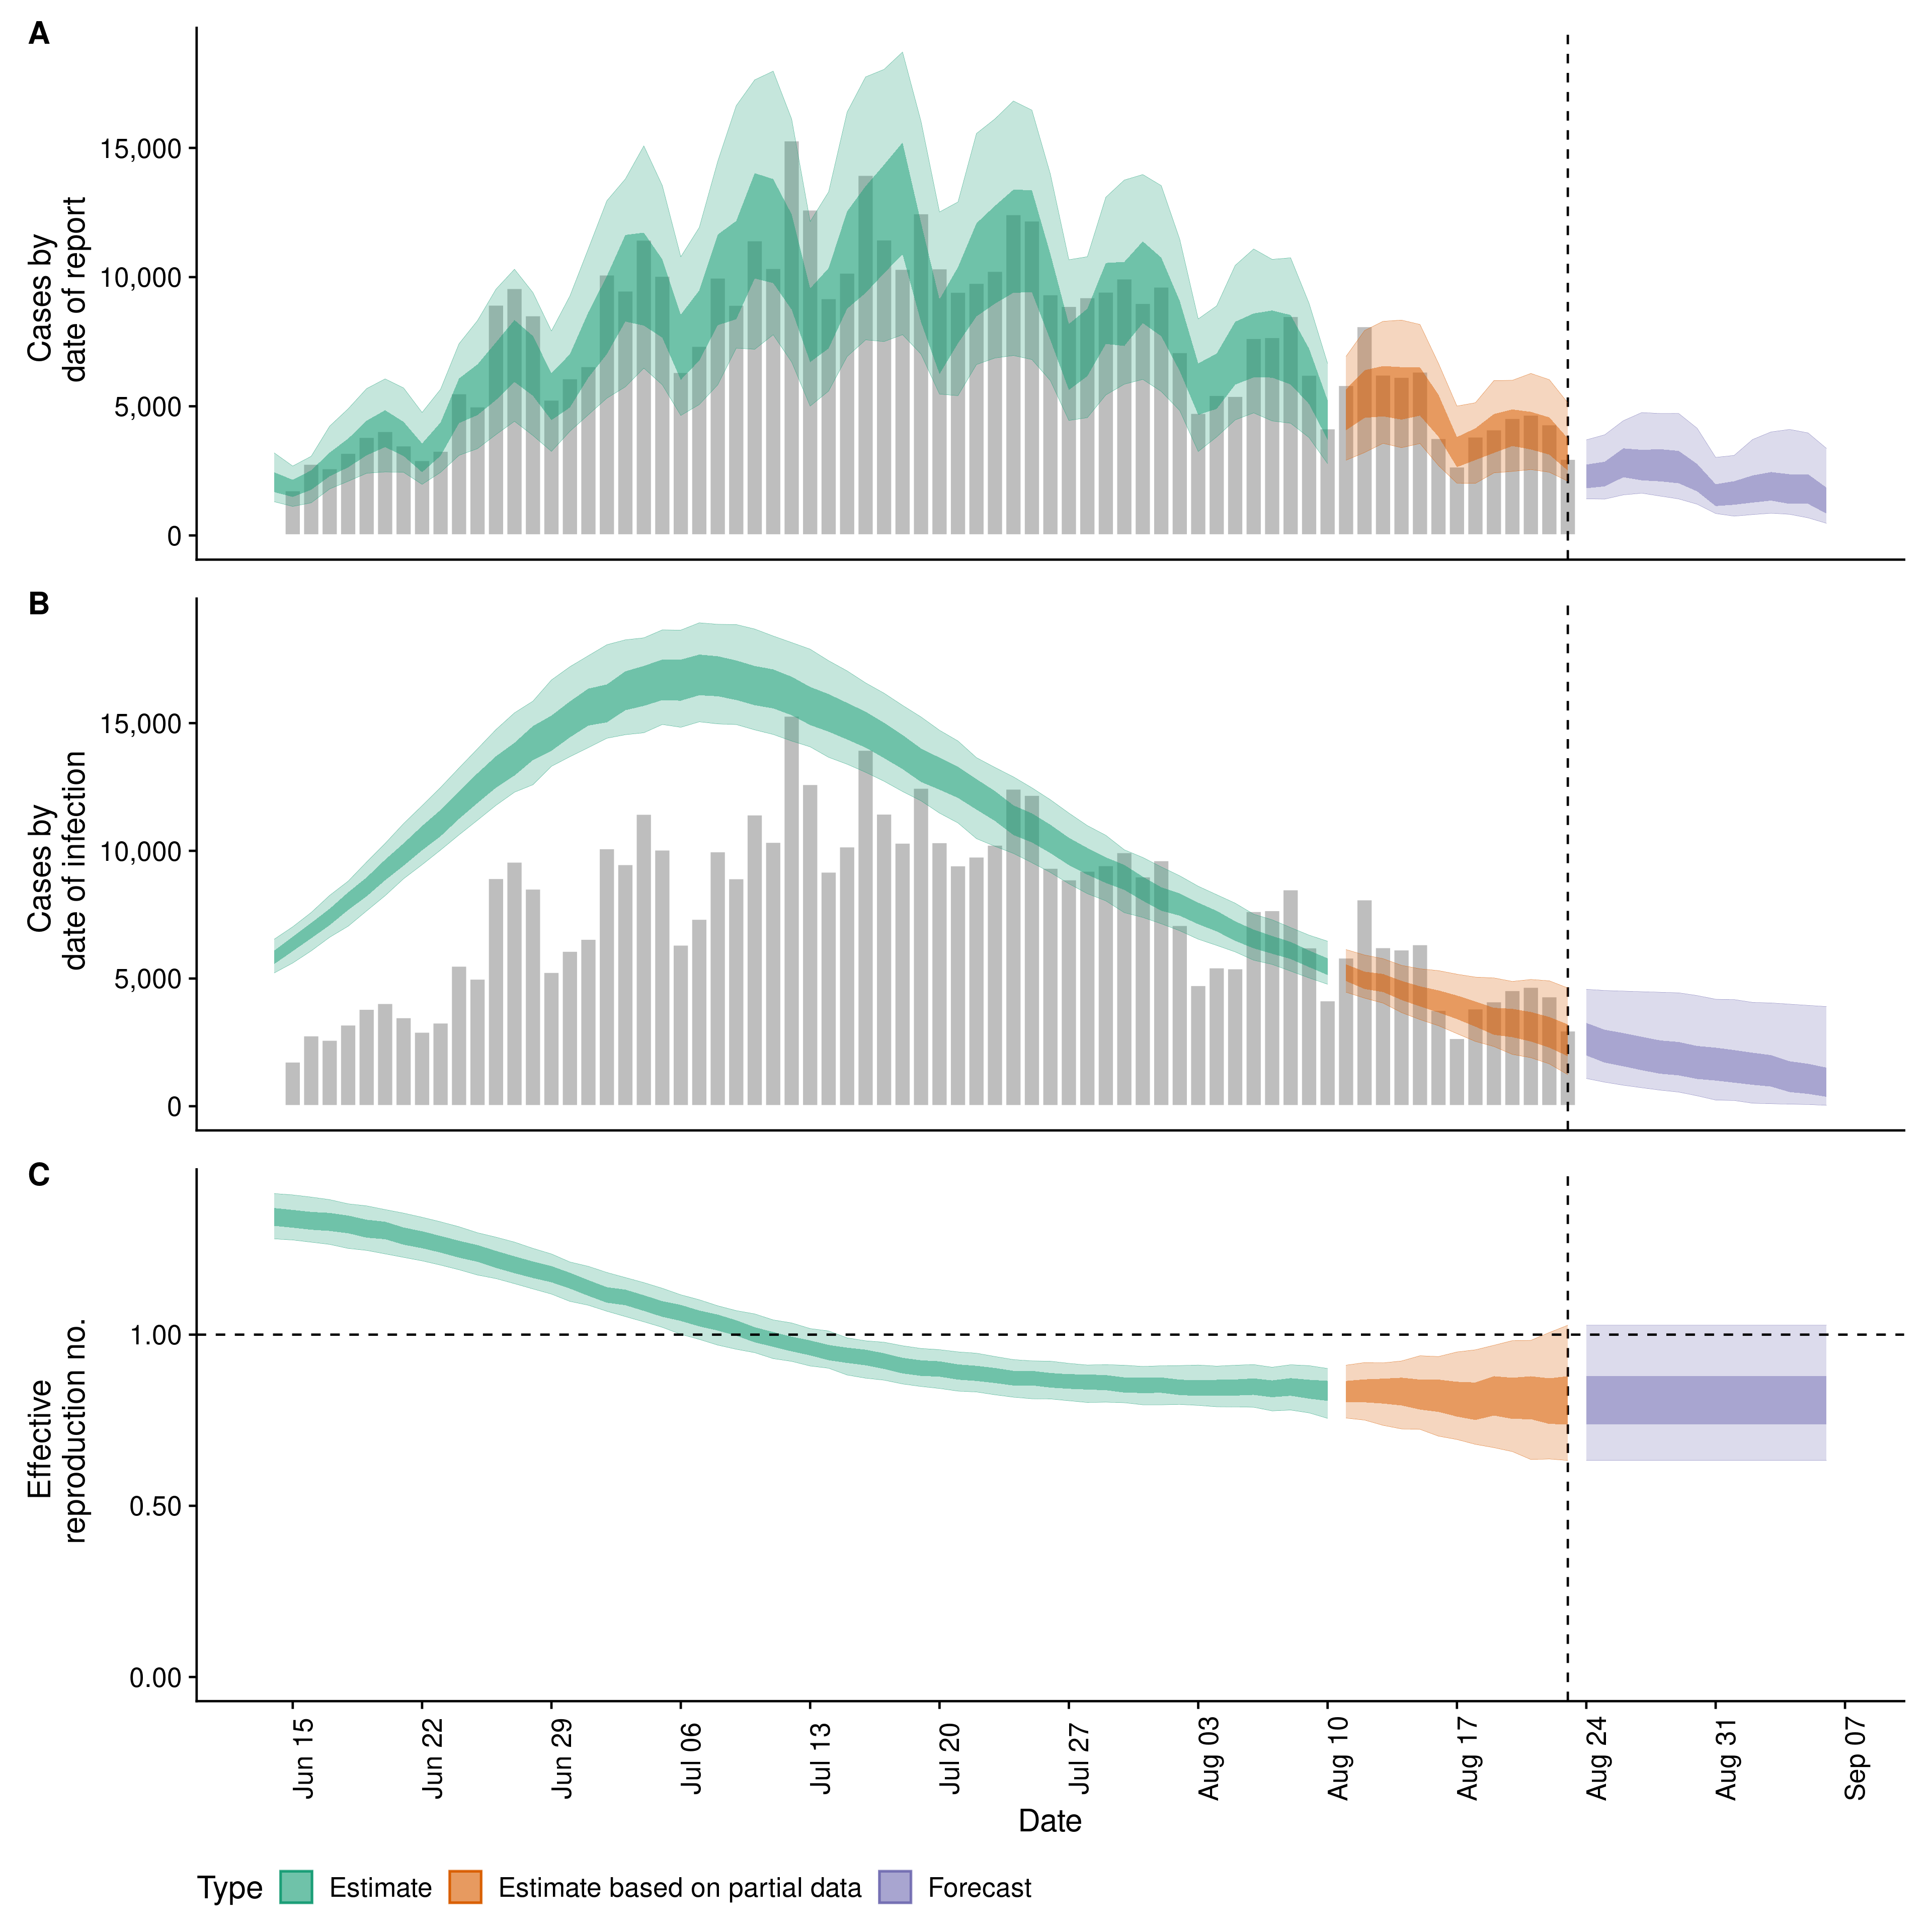 A
Cases by
date of report
15,000
10,000
5,000
0
B
Cases by
date of infection
15,000
10,000
5,000
0
C
Effective
reproduction no.
1.00
0.50
0.00
Jun 15
Jun 22
Jun 29
Jul 06
Jul 13
Jul 20
Jul 27
Aug 03
Aug 10
Aug 17
Aug 24
Aug 31
Sep 07
Date
Type Estimate Estimate based on partial data Forecast